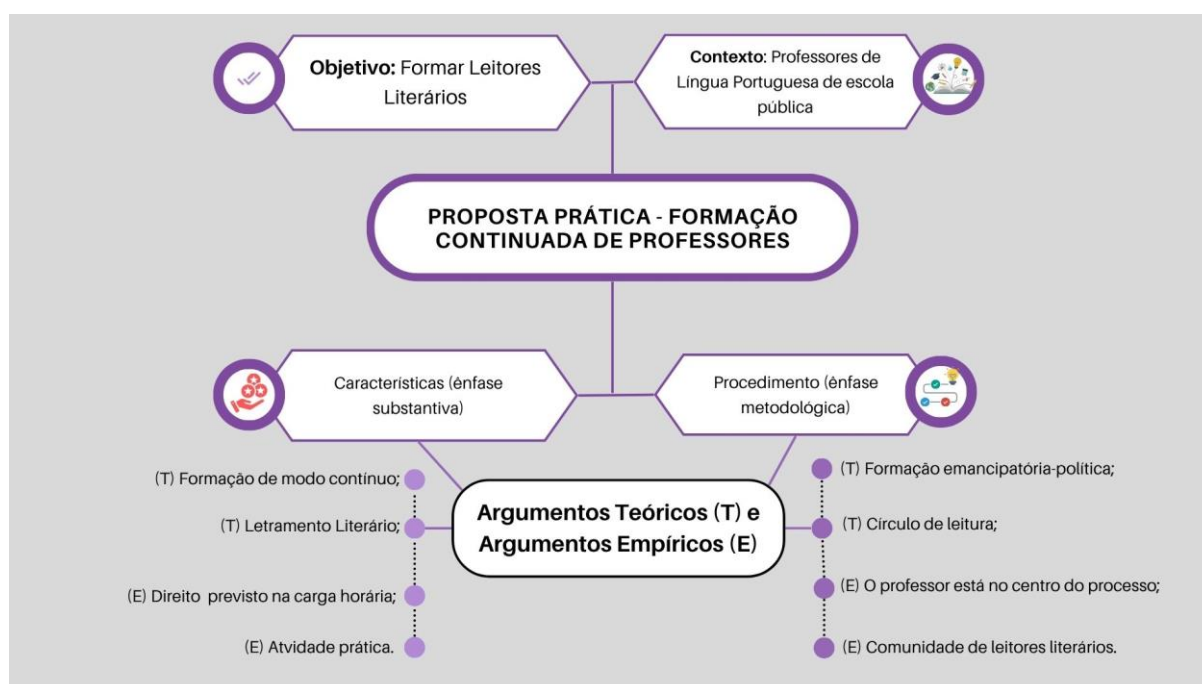 Objetivo: Formar Leitores
Literários
Contexto: Professores de
Língua Portuguesa de escola
pública
PROPOSTA PRÁTICA - FORMAÇÃO
CONTINUADA DE PROFESSORES
Características (ênfase
substantiva)
Procedimento (ênfase
metodológica)
Argumentos Teóricos (T) e
Argumentos Empíricos (E)
(T) Formação de modo contínuo;
(T) Letramento Literário;
(E) Direito previsto na carga horária;
(E) Atvidade prática.
(T) Formação emancipatória-política;
(T) Círculo de leitura;
(E) O professor está no centro do processo;
(E) Comunidade de leitores literários.